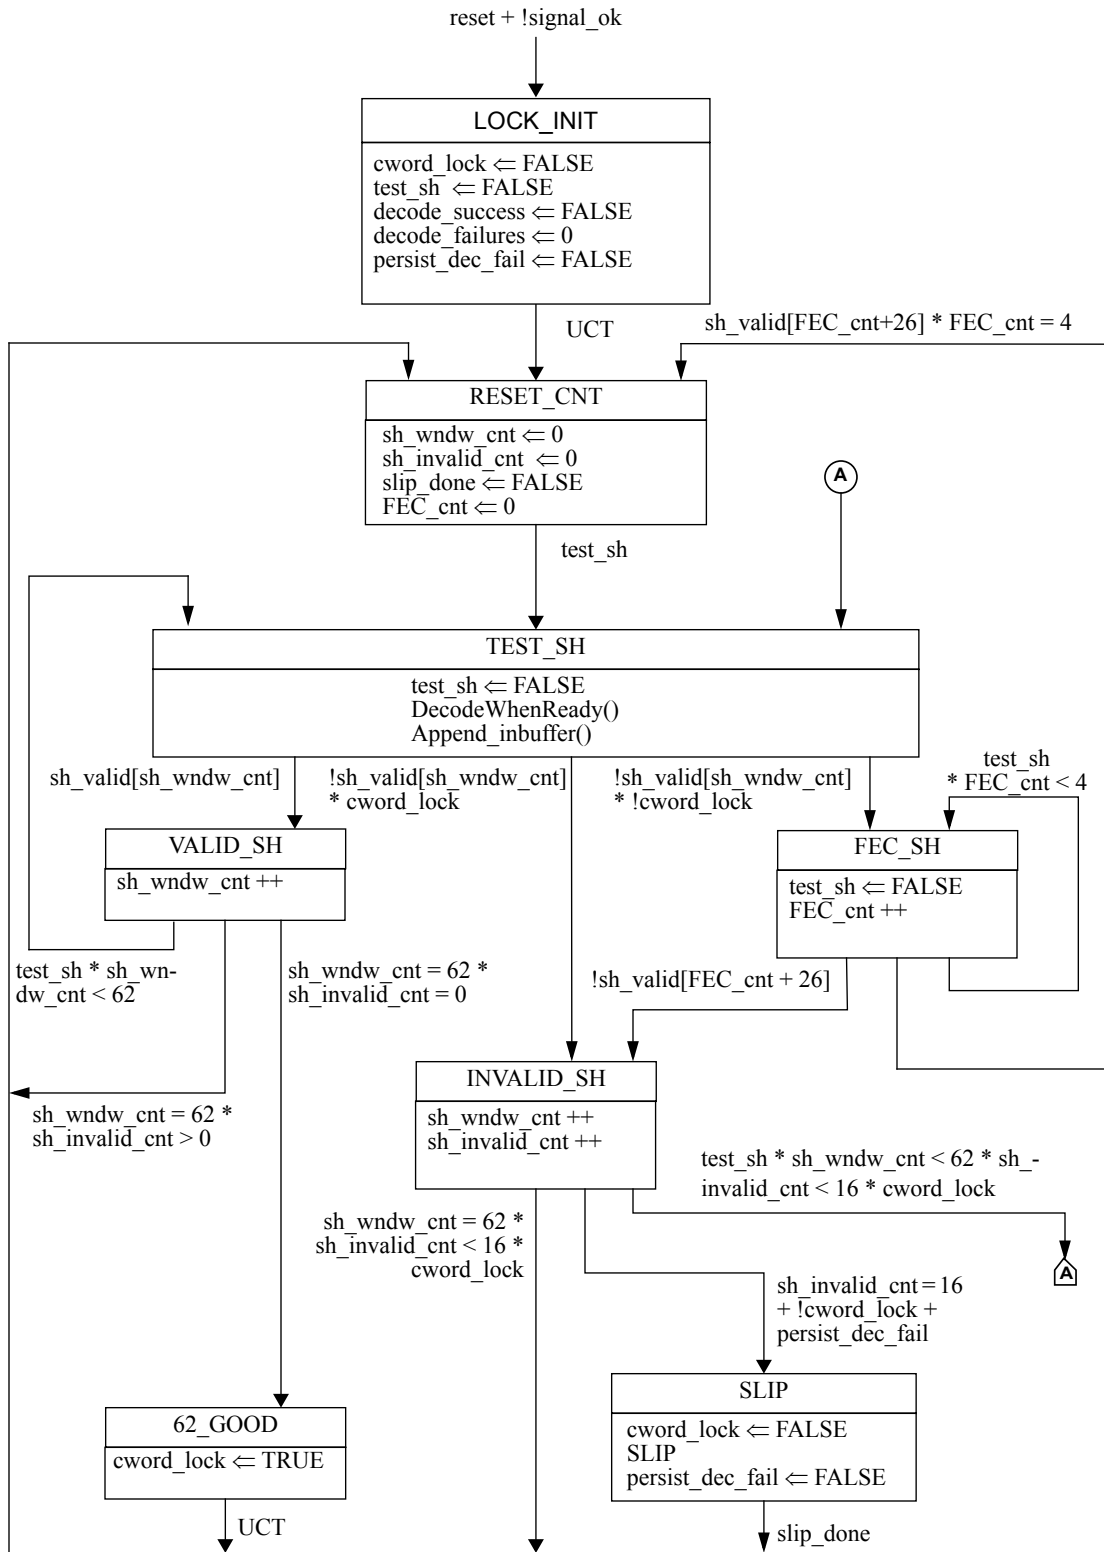 reset + !signal_ok
LOCK_INIT
cword_lock ⇐ FALSE
test_sh ⇐ FALSE
decode_success ⇐ FALSE
decode_failures ⇐ 0
persist_dec_fail ⇐ FALSE
UCT
sh_valid[FEC_cnt+26] * FEC_cnt = 4
RESET_CNT
sh_wndw_cnt ⇐ 0
sh_invalid_cnt ⇐ 0
slip_done ⇐ FALSE
FEC_cnt ⇐ 0
A
test_sh
TEST_SH
test_sh ⇐ FALSE
DecodeWhenReady()
Append_inbuffer()
sh_valid[sh_wndw_cnt]
!sh_valid[sh_wndw_cnt]
* cword_lock
!sh_valid[sh_wndw_cnt]
* !cword_lock
test_sh
* FEC_cnt < 4
VALID_SH
sh_wndw_cnt ++
FEC_SH
test_sh ⇐ FALSE
FEC_cnt ++
test_sh * sh_wn-
dw_cnt < 62
sh_wndw_cnt = 62 *
sh_invalid_cnt = 0
!sh_valid[FEC_cnt + 26]
INVALID_SH
sh_wndw_cnt ++
sh_invalid_cnt ++
sh_wndw_cnt = 62 *
sh_invalid_cnt > 0
test_sh * sh_wndw_cnt < 62 * sh_-
invalid_cnt < 16 * cword_lock
sh_wndw_cnt = 62 *
sh_invalid_cnt < 16 *
cword_lock
A
sh_invalid_cnt = 16
+ !cword_lock +
persist_dec_fail
SLIP
cword_lock ⇐ FALSE
SLIP
persist_dec_fail ⇐ FALSE
62_GOOD
cword_lock ⇐ TRUE
UCT
slip_done